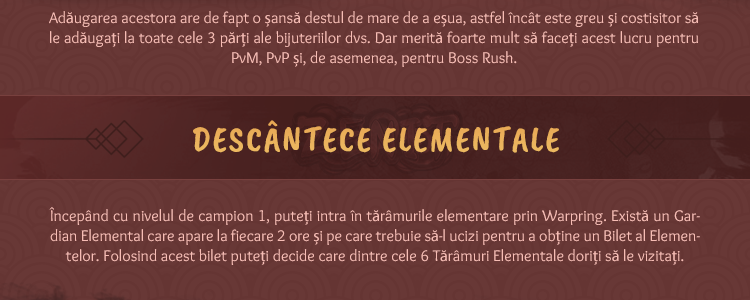 Adăugarea acestora are de fapt o șansă destul de mare de a eșua, astfel încât este greu și costisitor să
le adăugați la toate cele 3 părți ale bijuteriilor dvs. Dar merită foarte mult să faceți acest lucru pentru
PvM, PvP și, de asemenea, pentru Boss Rush.
DESCÂNTECE ELEMENTALE
Începând cu nivelul de campion 1, puteți intra în tărâmurile elementare prin Warpring. Există un Gar-
dian Elemental care apare la fiecare 2 ore și pe care trebuie să-l ucizi pentru a obține un Bilet al Elemen-
telor. Folosind acest bilet puteți decide care dintre cele 6 Tărâmuri Elementale doriți să le vizitați.